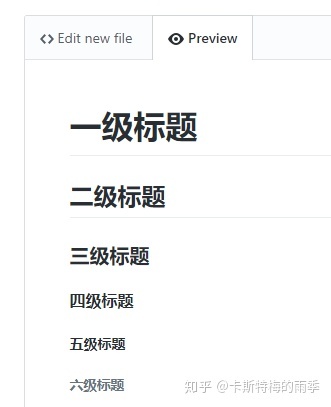 Edit new file
Preview
一级标题
二级标题
三级标题
四级标题
五级标题
六级标题
知乎 @卡斯特梅的雨季